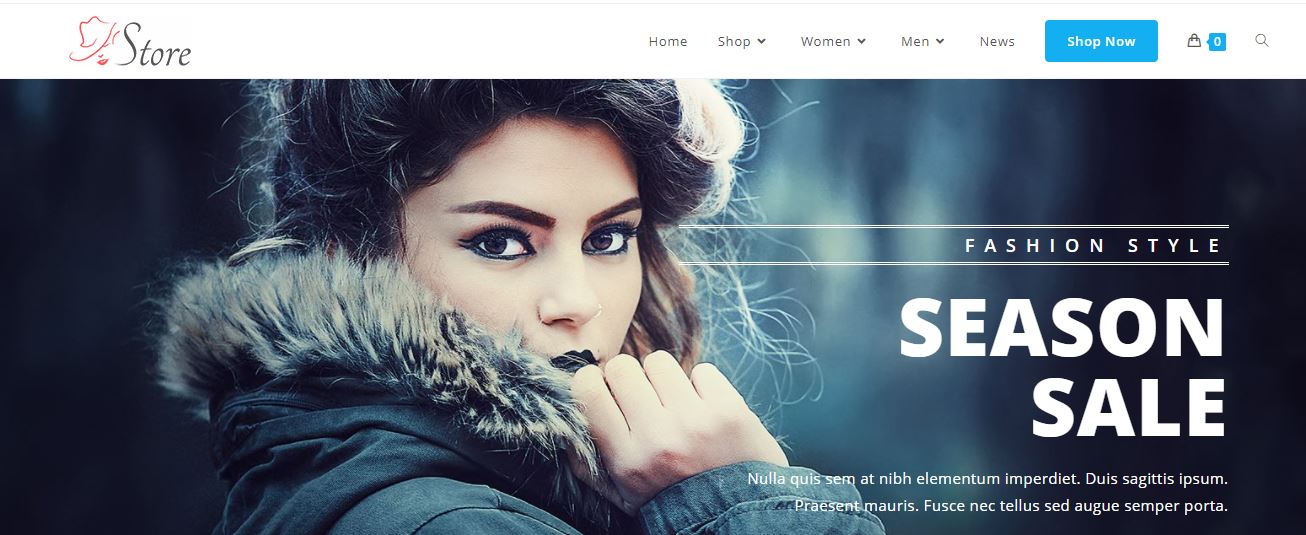 Store
Home Shop Women Men News Shop Now 0
FASHION STYLE
SEASON
SALE
Nulla quis sem at nibh elementum imperdiet. Duis sagittis ipsum.
Praesent mauris. Fusce nec tellus sed augue semper porta.